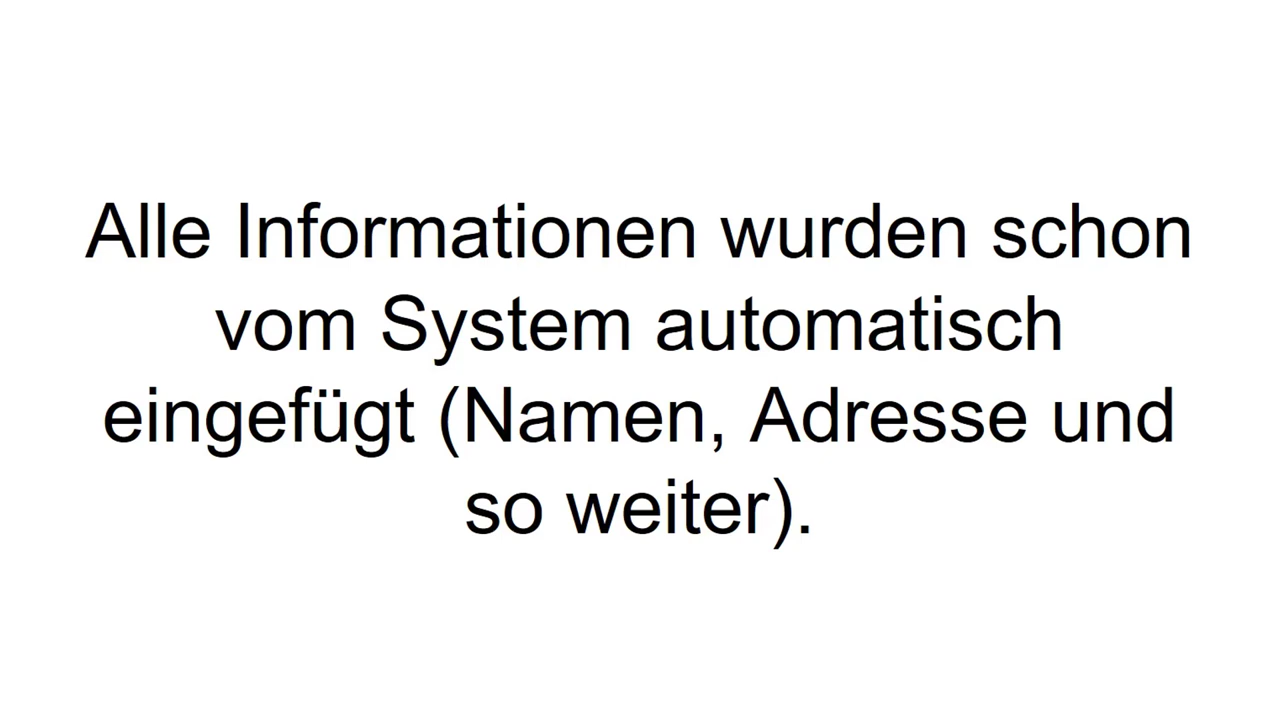 Alle Informationen wurden schon
vom System automatisch
eingefügt (Namen, Adresse und
so weiter).